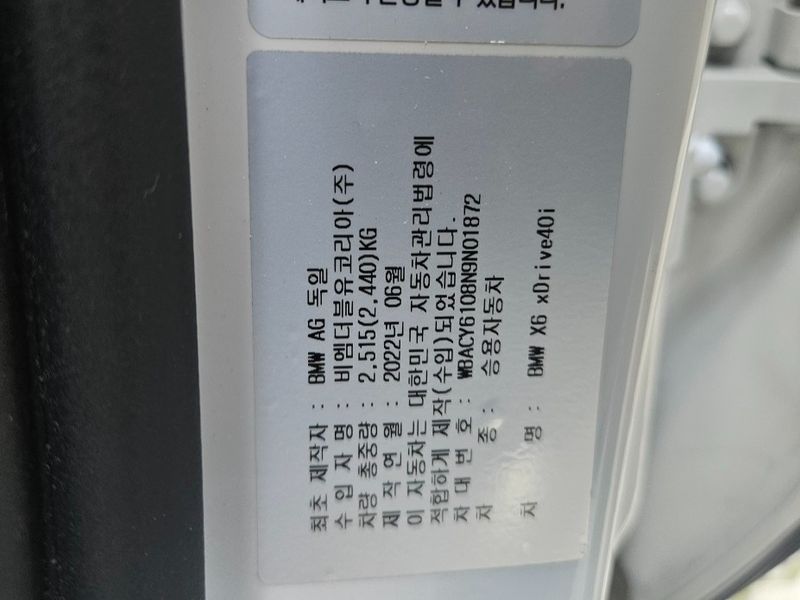 최초 제작자 : BMW AG 독일
수 입 자 명 : 비엠더블유코리아(주)
차량 총중량 : 2,515(2,440)KG
제 작 연 월 : 2022년 06월
이 자동차는 대한민국 자동차관리법령에
적합하게 제작(수입)되었습니다.
차 대 번 호 : WBACY6108N9N01872
차 종 : 승용자동차
차 명 : BMW X6 xDrive40i